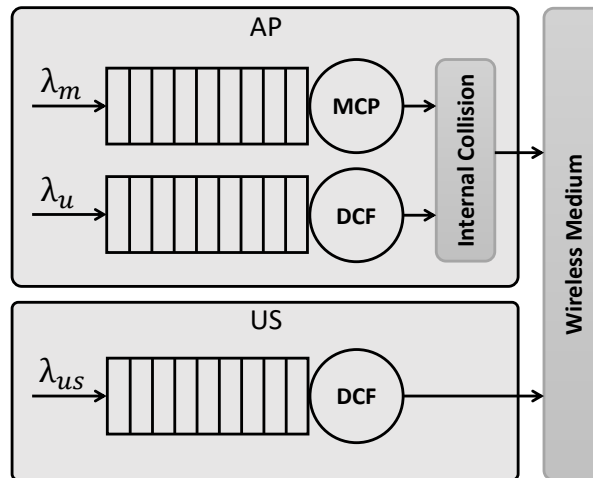 AP
λm
MCP
λu
DCF
Internal Collision
US
λus
DCF
Wireless Medium